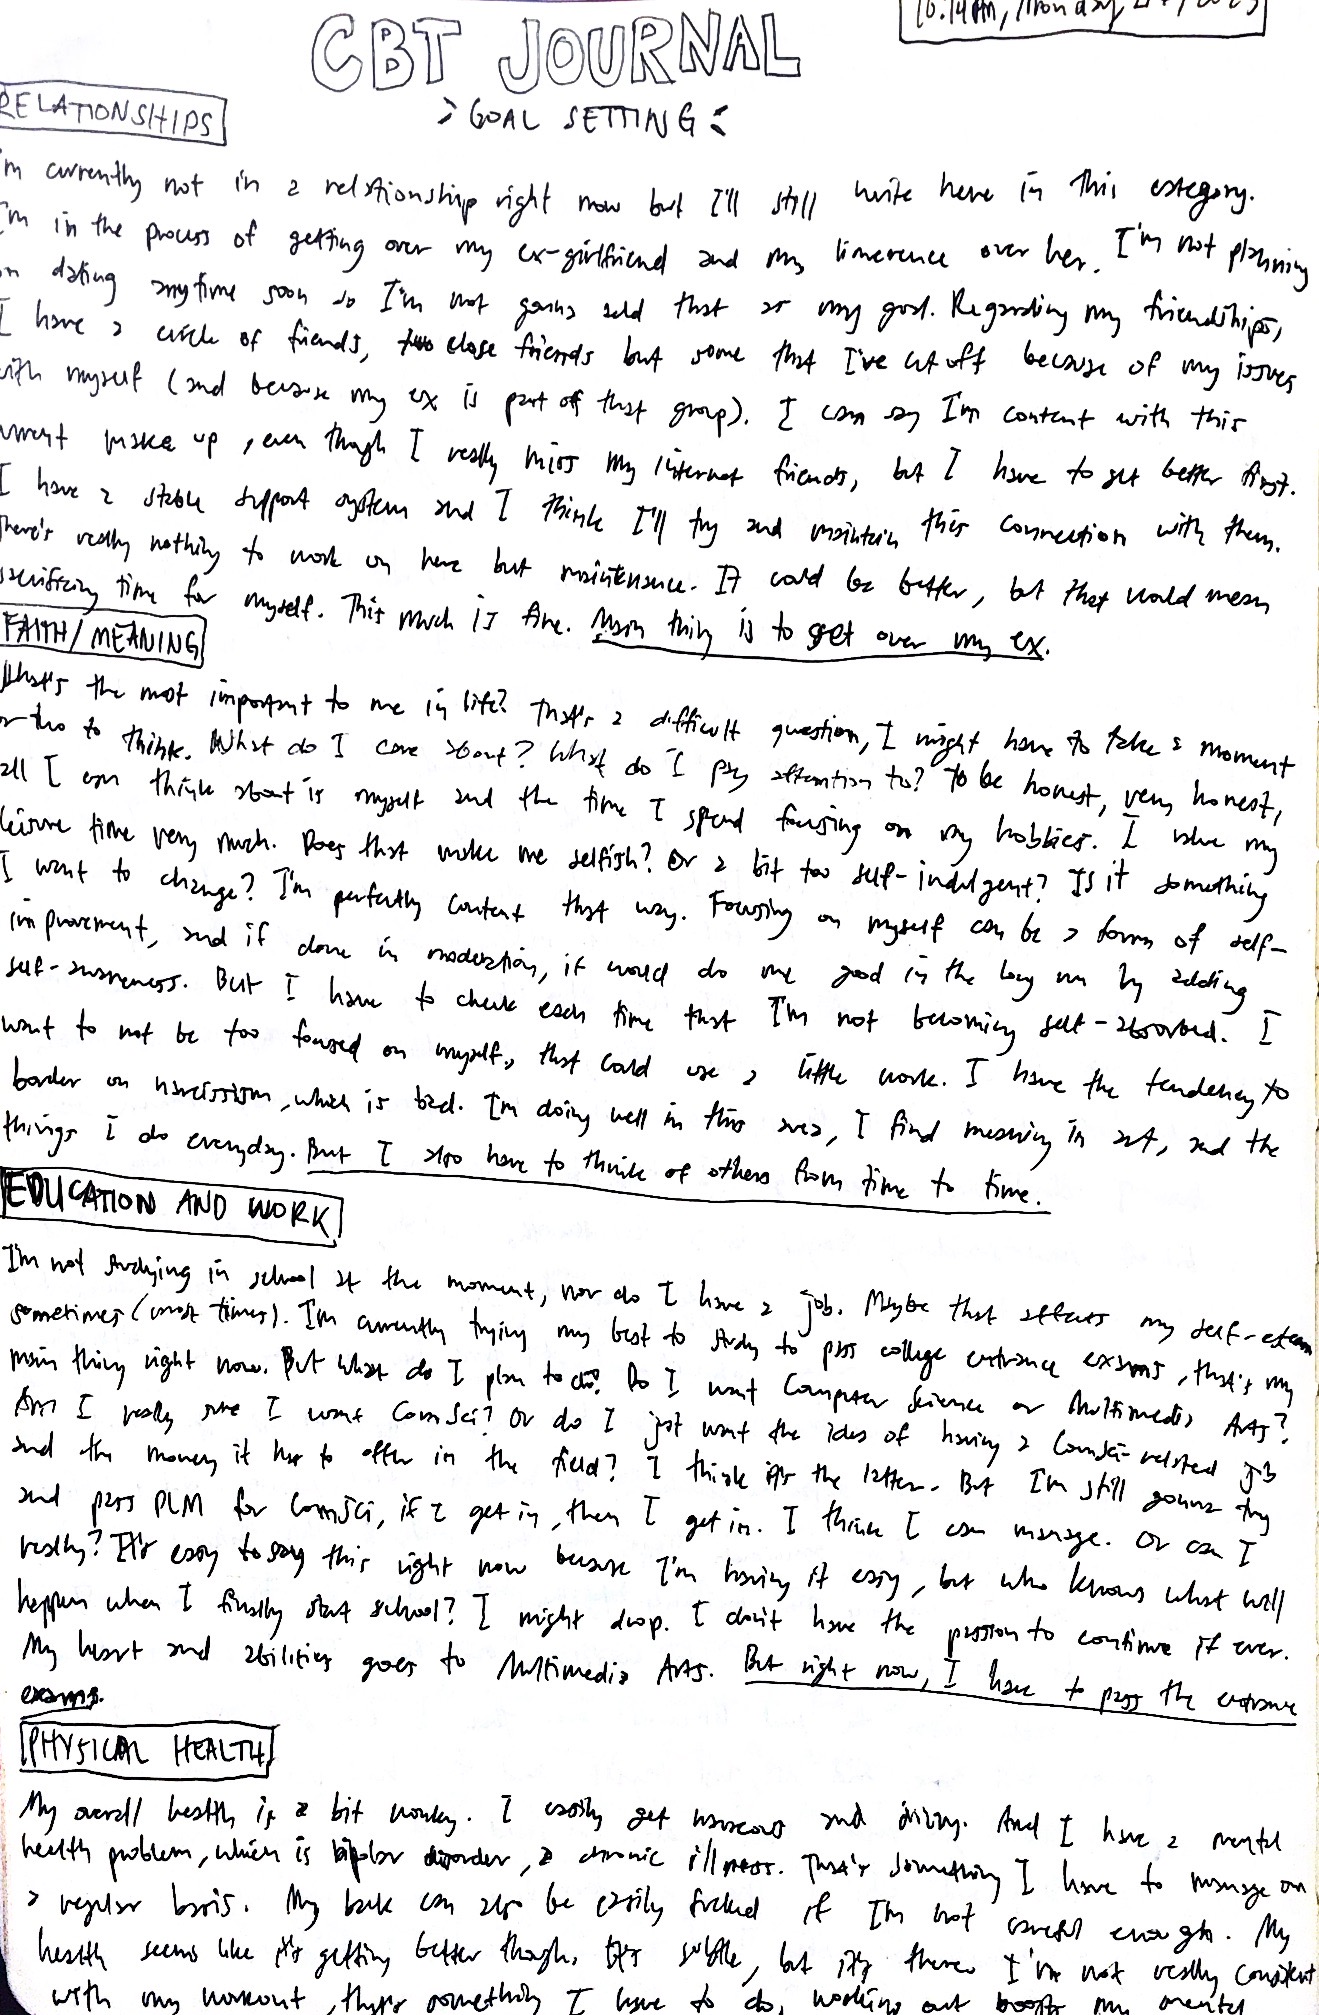 10:14 PM, Monday
CBT JOURNAL
> GOAL SETTING <
RELATIONSHIPS
I'm currently not in a relationship right now but I'll still write here in this category.
I'm in the process of getting over my ex-girlfriend and my limerence over her. I'm not planning
on dating anytime soon so I'm not gonna add that as my goal. Regarding my friendships,
I have a circle of friends, two close friends but some that I've cut off because of my issues
with myself (and because my ex is part of that group). I can say I'm content with this
current make up, even though I really miss my internet friends, but I have to get better first.
I have a stable support system and I think I'll try and maintain this connection with them.
There's really nothing to work on here but maintenance. It could be better, but that would mean
sacrificing time for myself. This much is fine. Main thing is to get over my ex.
FAITH/MEANING
What's the most important to me in life? That's a difficult question, I might have to take a moment
or two to think. What do I care about? What do I pay attention to? To be honest, very honest,
all I can think about is myself and the time I spend focusing on my hobbies. I value my
leisure time very much. Does that make me selfish? Or a bit too self-indulgent? Is it something
I want to change? I'm perfectly content that way. Focusing on myself can be a form of self-
improvement, and if done in moderation, it would do me good in the long run by adding
self-awareness. But I have to check each time that I'm not becoming self-absorbed. I
want to not be too focused on myself, that could use a little work. I have the tendency to
border on narcissism, which is bad. I'm doing well in this area, I find meaning in art, and the
things I do everyday. But I also have to think of others from time to time.
EDUCATION AND WORK
I'm not studying in school at the moment, nor do I have a job. Maybe that affects my self-esteem
sometimes (most times). I'm currently trying my best to study to pass college entrance exams, that's my
main thing right now. But what do I plan to do? Do I want Computer Science or Multimedia Arts?
Am I really sure I want ComSci? Or do I just want the idea of having a ComSci-related job
and the money it has to offer in the field? I think it's the latter. But I'm still gonna try
and pass PLM for ComSci, if I get in, then I get in. I think I can manage. Or can I
really? It's easy to say this right now because I'm having it easy, but who knows what will
happen when I finally start school? I might drop. I don't have the passion to continue it ever.
My heart and abilities goes to Multimedia Arts. But right now, I have to pass the entrance
exams.
PHYSICAL HEALTH
My overall health is a bit wonky. I easily get nauseous and dizzy. And I have a mental
health problem, which is bipolar disorder, a chronic illness. That's something I have to manage on
a regular basis. My back can also be easily fucked if I'm not careful enough. My
health seems like it's getting better though. It's subtle, but it's there. I'm not really consistent
with my workout, that's something I have to do, working out boosts my mental